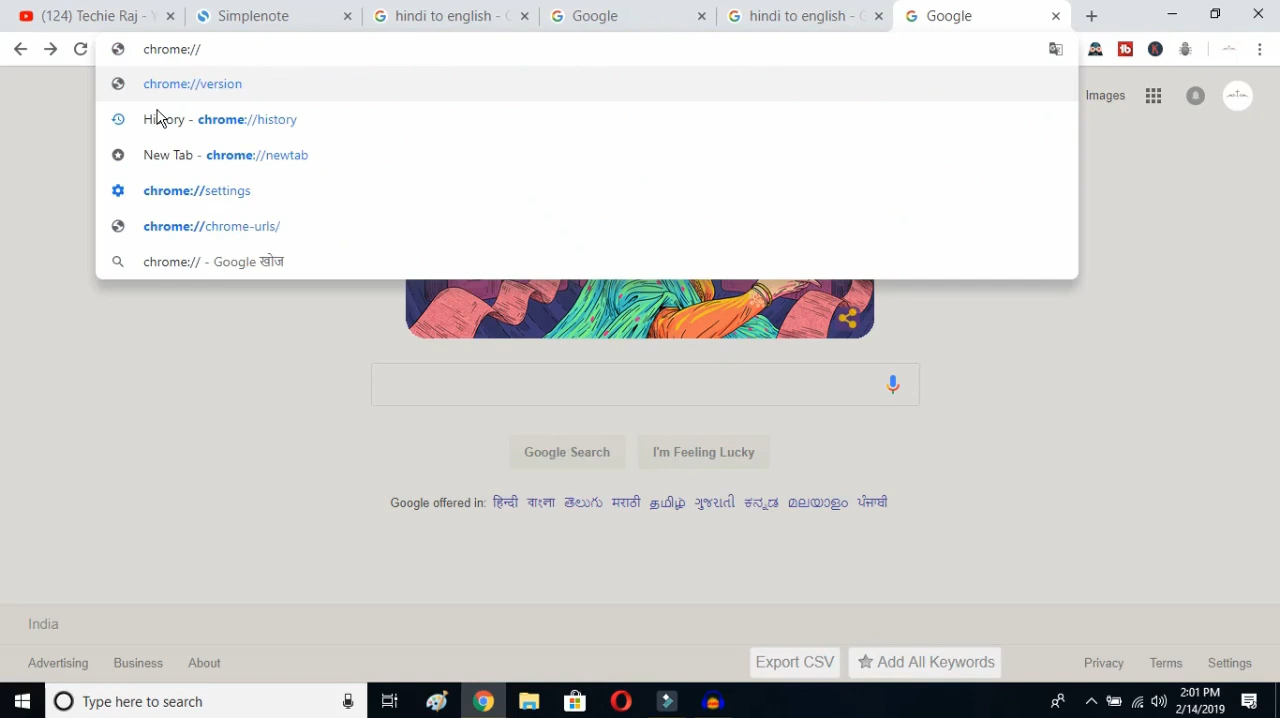 (124) Techie Raj - Y
Simplenote
hindi to english - G
Google
hindi to english - G
Google
chrome://
chrome://version
History - chrome://history
New Tab - chrome://newtab
chrome://settings
chrome://chrome-urls/
chrome:// - Google खोज
Images
Google Search
I'm Feeling Lucky
Google offered in: हिन्दी বাংলা తెలుగు मराठी தமிழ் ગુજરાતી ಕನ್ನಡ മലയാളം ਪੰਜਾਬੀ
India
Export CSV
Add All Keywords
Advertising Business About
Privacy Terms Settings
Type here to search
2:01 PM
2/14/2019